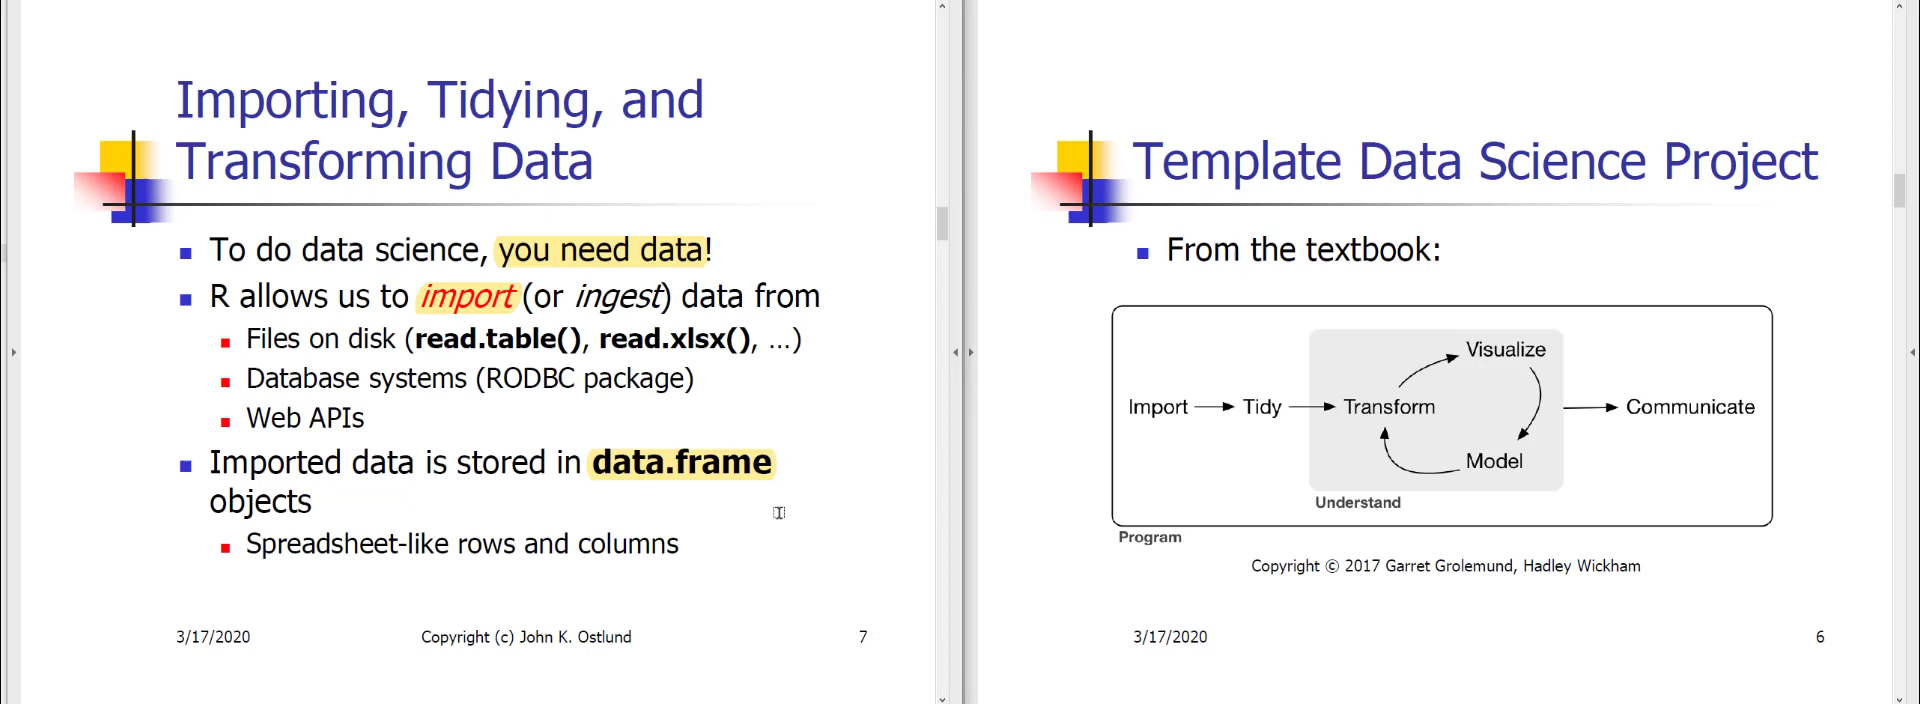 Importing, Tidying, and
Transforming Data
To do data science, you need data!
R allows us to import (or ingest) data from
Files on disk (read.table(), read.xlsx(), ...)
Database systems (RODBC package)
Web APIs
Imported data is stored in data.frame
objects
Spreadsheet-like rows and columns
3/17/2020
Copyright (c) John K. Ostlund
7
Template Data Science Project
From the textbook:
Import
Tidy
Transform
Visualize
Model
Communicate
Understand
Program
Copyright © 2017 Garret Grolemund, Hadley Wickham
3/17/2020
6